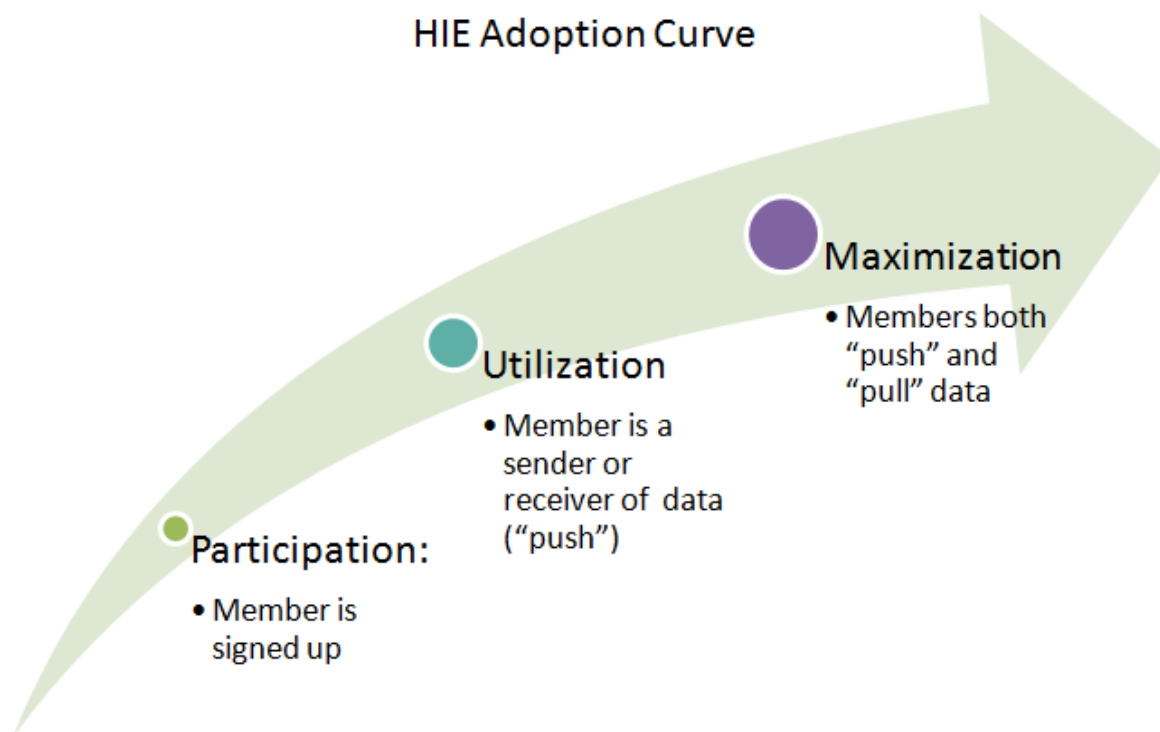 HIE Adoption Curve
Participation:
• Member is
signed up
Utilization
• Member is a
sender or
receiver of  data
(“push”)
Maximization
• Members both
“push” and
“pull” data